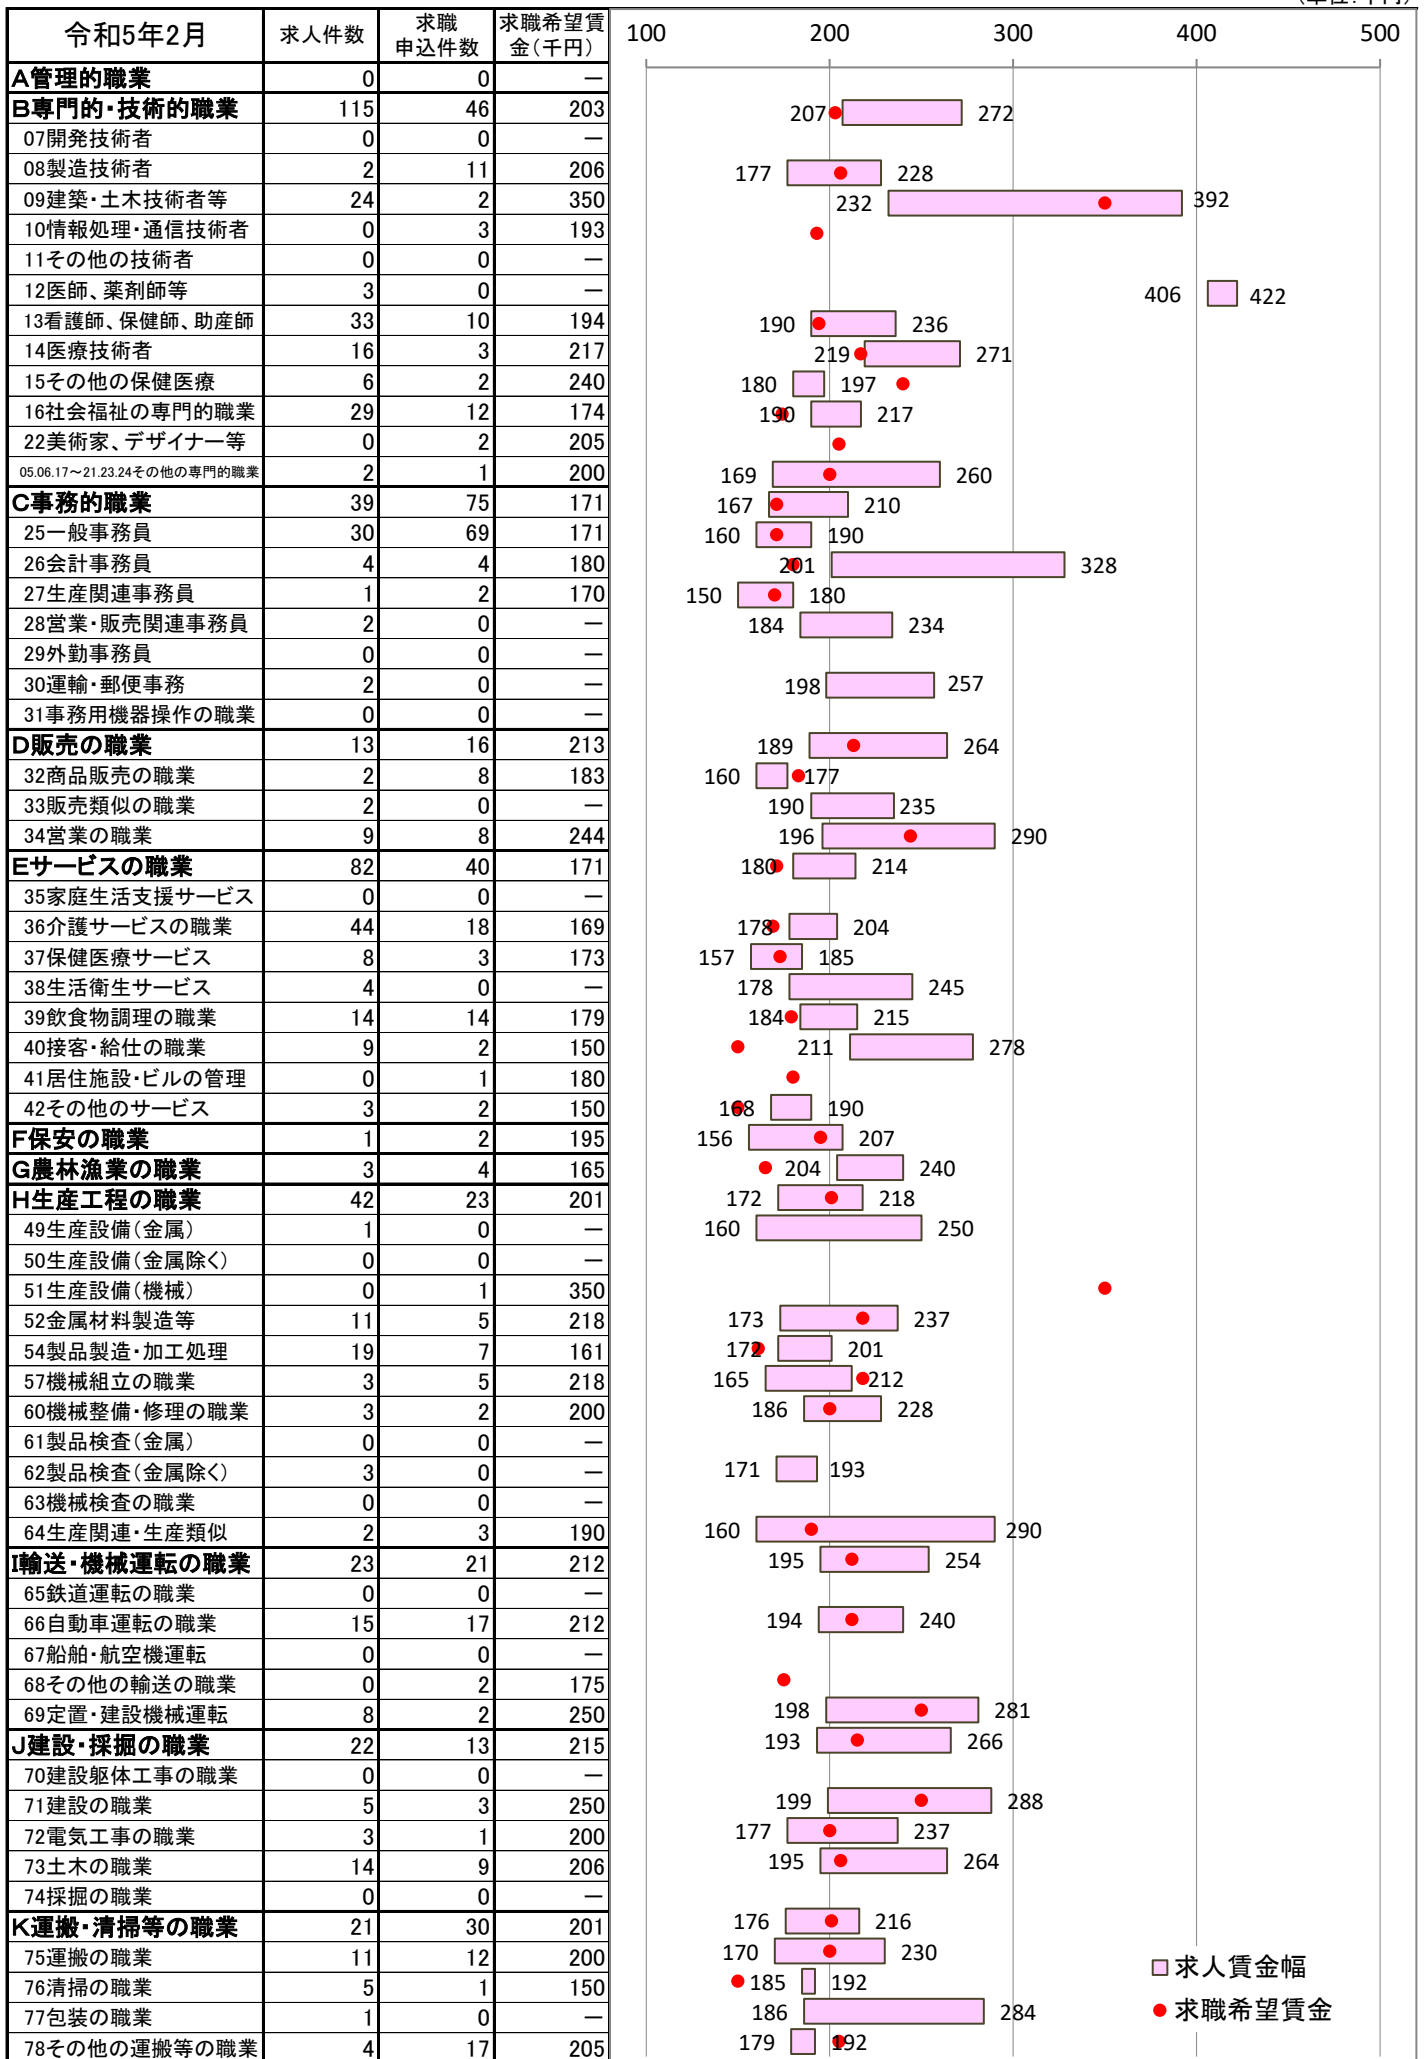 令和5年2月 求人件数 求職申込件数 求職希望賃金(千円) 100 200 300 400 500
A管理的職業 0 0 ―
B専門的・技術的職業 115 46 203 207 272
07開発技術者 0 0 ―
08製造技術者 2 11 206 177 228
09建築・土木技術者等 24 2 350 232 392
10情報処理・通信技術者 0 3 193
11その他の技術者 0 0 ―
12医師、薬剤師等 3 0 ― 406 422
13看護師、保健師、助産師 33 10 194 190 236
14医療技術者 16 3 217 219 271
15その他の保健医療 6 2 240 180 197
16社会福祉の専門的職業 29 12 174 190 217
22美術家、デザイナー等 0 2 205
05.06.17~21.23.24その他の専門的職業 2 1 200 169 260
C事務的職業 39 75 171 167 210
25一般事務員 30 69 171 160 190
26会計事務員 4 4 180 201 328
27生産関連事務員 1 2 170 150 180
28営業・販売関連事務員 2 0 ― 184 234
29外勤事務員 0 0 ―
30運輸・郵便事務 2 0 ― 198 257
31事務用機器操作の職業 0 0 ―
D販売の職業 13 16 213 189 264
32商品販売の職業 2 8 183 160 177
33販売類似の職業 2 0 ― 190 235
34営業の職業 9 8 244 196 290
Eサービスの職業 82 40 171 180 214
35家庭生活支援サービス 0 0 ―
36介護サービスの職業 44 18 169 178 204
37保健医療サービス 8 3 173 157 185
38生活衛生サービス 4 0 ― 178 245
39飲食物調理の職業 14 14 179 184 215
40接客・給仕の職業 9 2 150 211 278
41居住施設・ビルの管理 0 1 180
42その他のサービス 3 2 150 168 190
F保安の職業 1 2 195 156 207
G農林漁業の職業 3 4 165 204 240
H生産工程の職業 42 23 201 172 218
49生産設備(金属) 1 0 ― 160 250
50生産設備(金属除く) 0 0 ―
51生産設備(機械) 0 1 350
52金属材料製造等 11 5 218 173 237
54製品製造・加工処理 19 7 161 172 201
57機械組立の職業 3 5 218 165 212
60機械整備・修理の職業 3 2 200 186 228
61製品検査(金属) 0 0 ―
62製品検査(金属除く) 3 0 ― 171 193
63機械検査の職業 0 0 ―
64生産関連・生産類似 2 3 190 160 290
I輸送・機械運転の職業 23 21 212 195 254
65鉄道運転の職業 0 0 ―
66自動車運転の職業 15 17 212 194 240
67船舶・航空機運転 0 0 ―
68その他の輸送の職業 0 2 175
69定置・建設機械運転 8 2 250 198 281
J建設・採掘の職業 22 13 215 193 266
70建設躯体工事の職業 0 0 ―
71建設の職業 5 3 250 199 288
72電気工事の職業 3 1 200 177 237
73土木の職業 14 9 206 195 264
74採掘の職業 0 0 ―
K運搬・清掃等の職業 21 30 201 176 216
75運搬の職業 11 12 200 170 230
76清掃の職業 5 1 150 185 192
77包装の職業 1 0 ― 186 284
78その他の運搬等の職業 4 17 205 179 192
求人賃金幅
求職希望賃金